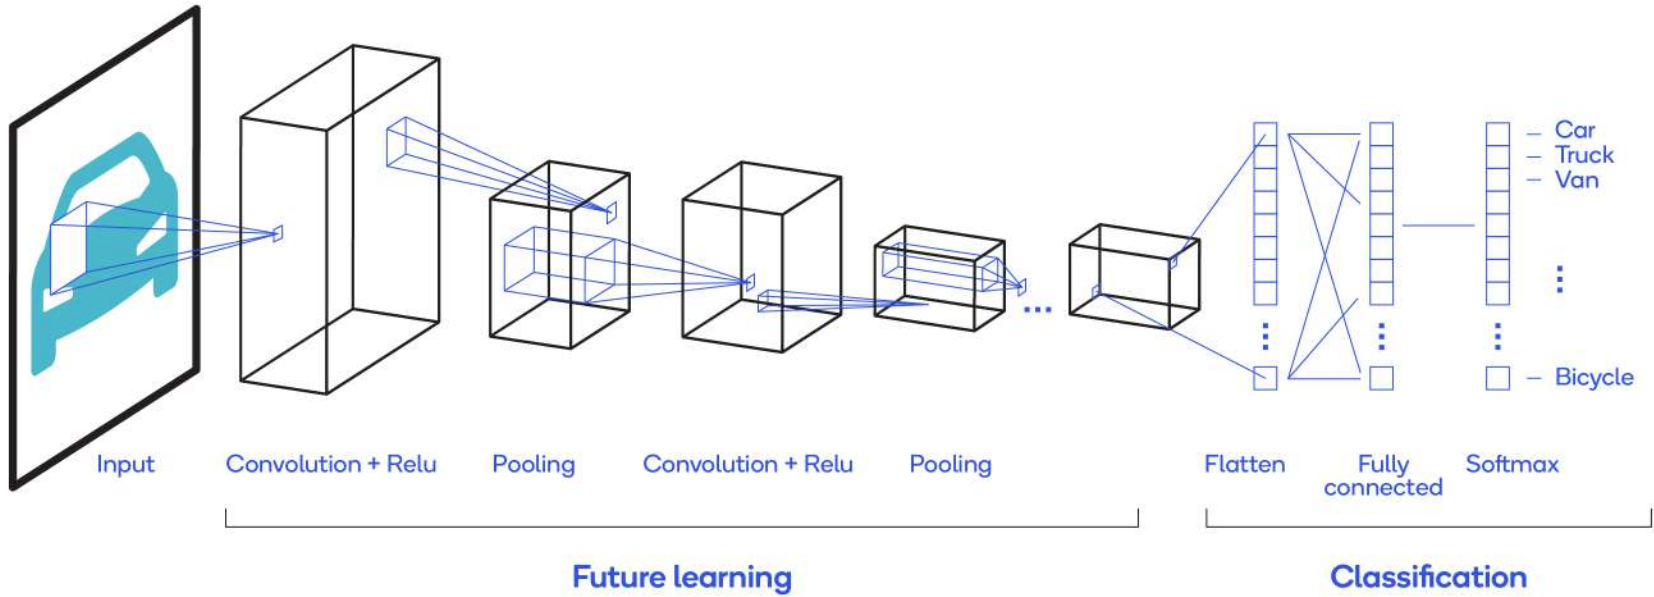 Car
Truck
Van
Bicycle
Input
Convolution + Relu
Pooling
Convolution + Relu
Pooling
Flatten
Fully
connected
Softmax
Future learning
Classification